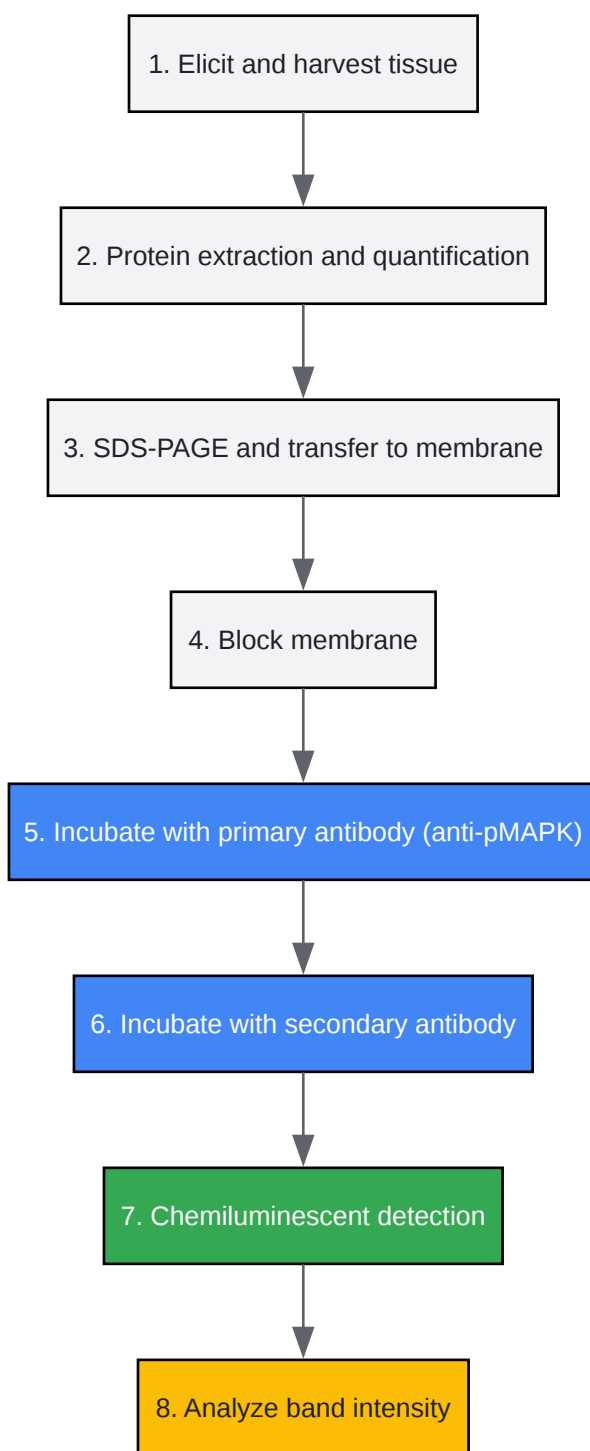 1. Elicit and harvest tissue
2. Protein extraction and quantification
3. SDS-PAGE and transfer to membrane
4. Block membrane
5. Incubate with primary antibody (anti-pMAPK)
6. Incubate with secondary antibody
7. Chemiluminescent detection
8. Analyze band intensity